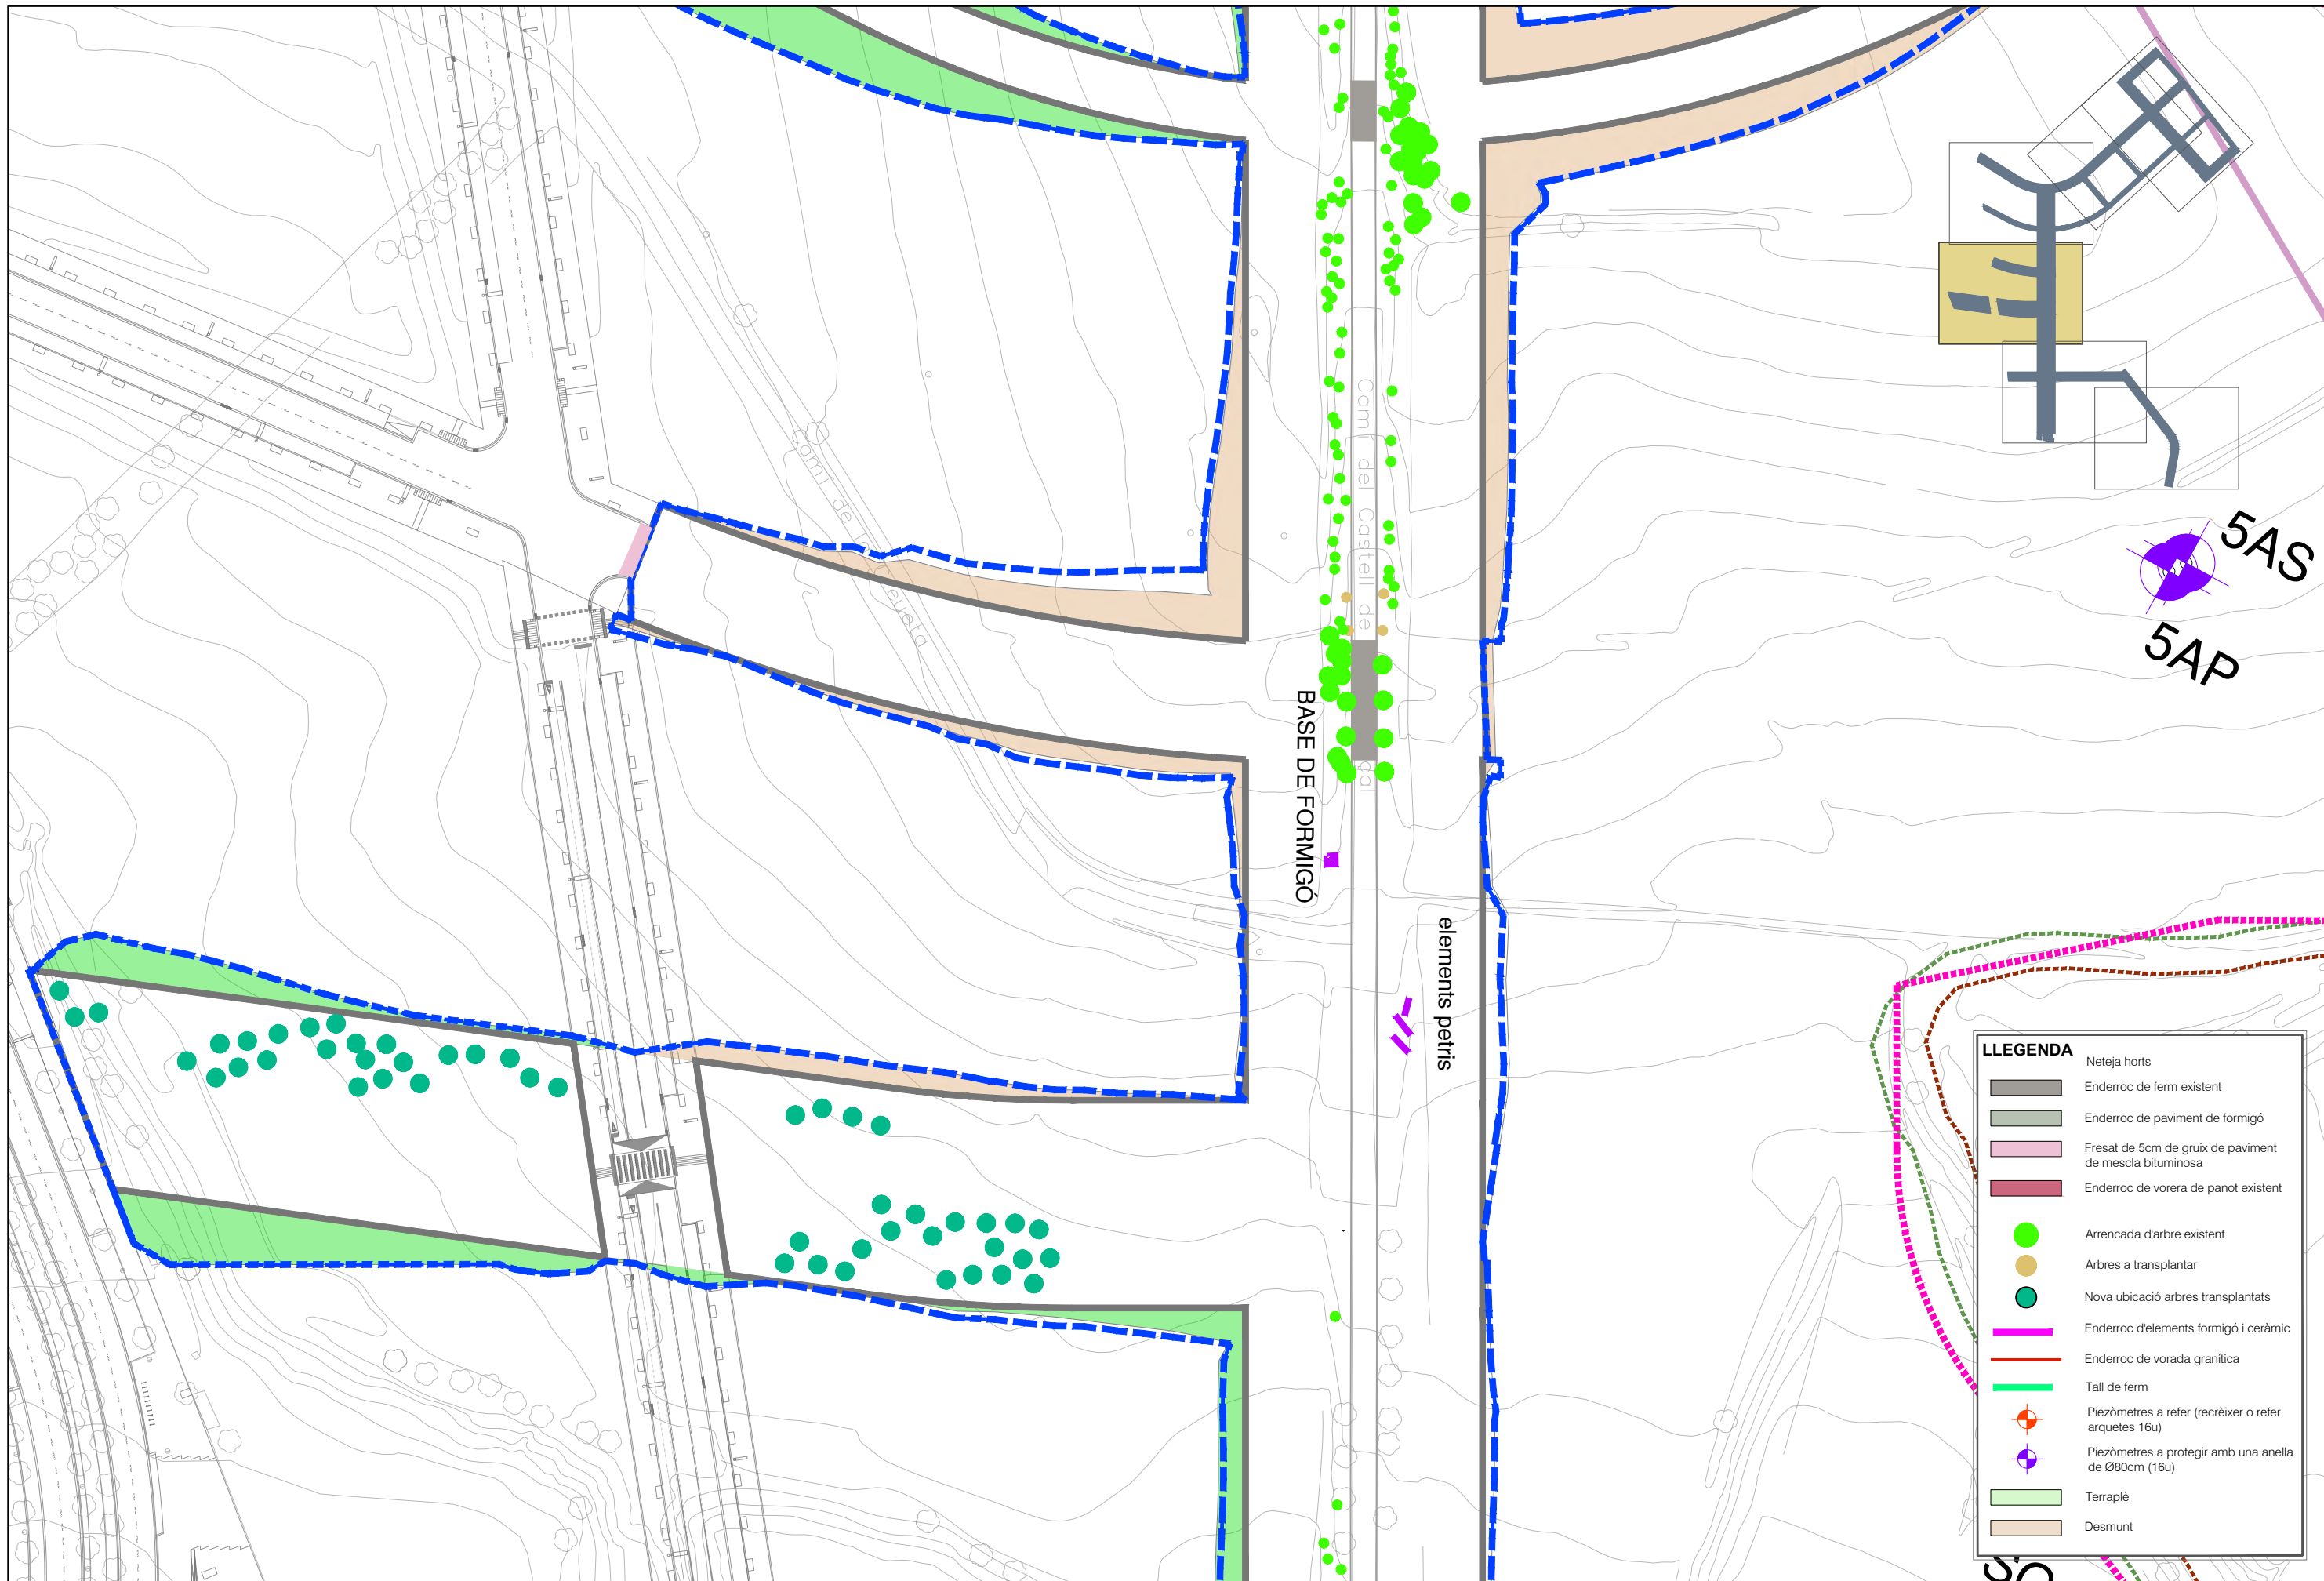 Camí del Castell de
BASE DE FORMIGÓ
elements petris
5AS
5AP
LLEGENDA
Neteja horts
Enderroc de ferm existent
Enderroc de paviment de formigó
Fresat de 5cm de gruix de paviment
de mescla bituminosa
Enderroc de vorera de panot existent
Arrencada d'arbre existent
Arbres a transplantar
Nova ubicació arbres transplantats
Enderroc d'elements formigó i ceràmic
Enderroc de vorada granítica
Tall de ferm
Piezòmetres a refer (recrèixer o refer
arquetes 16u)
Piezòmetres a protegir amb una anella
de Ø80cm (16u)
Terraplè
Desmunt